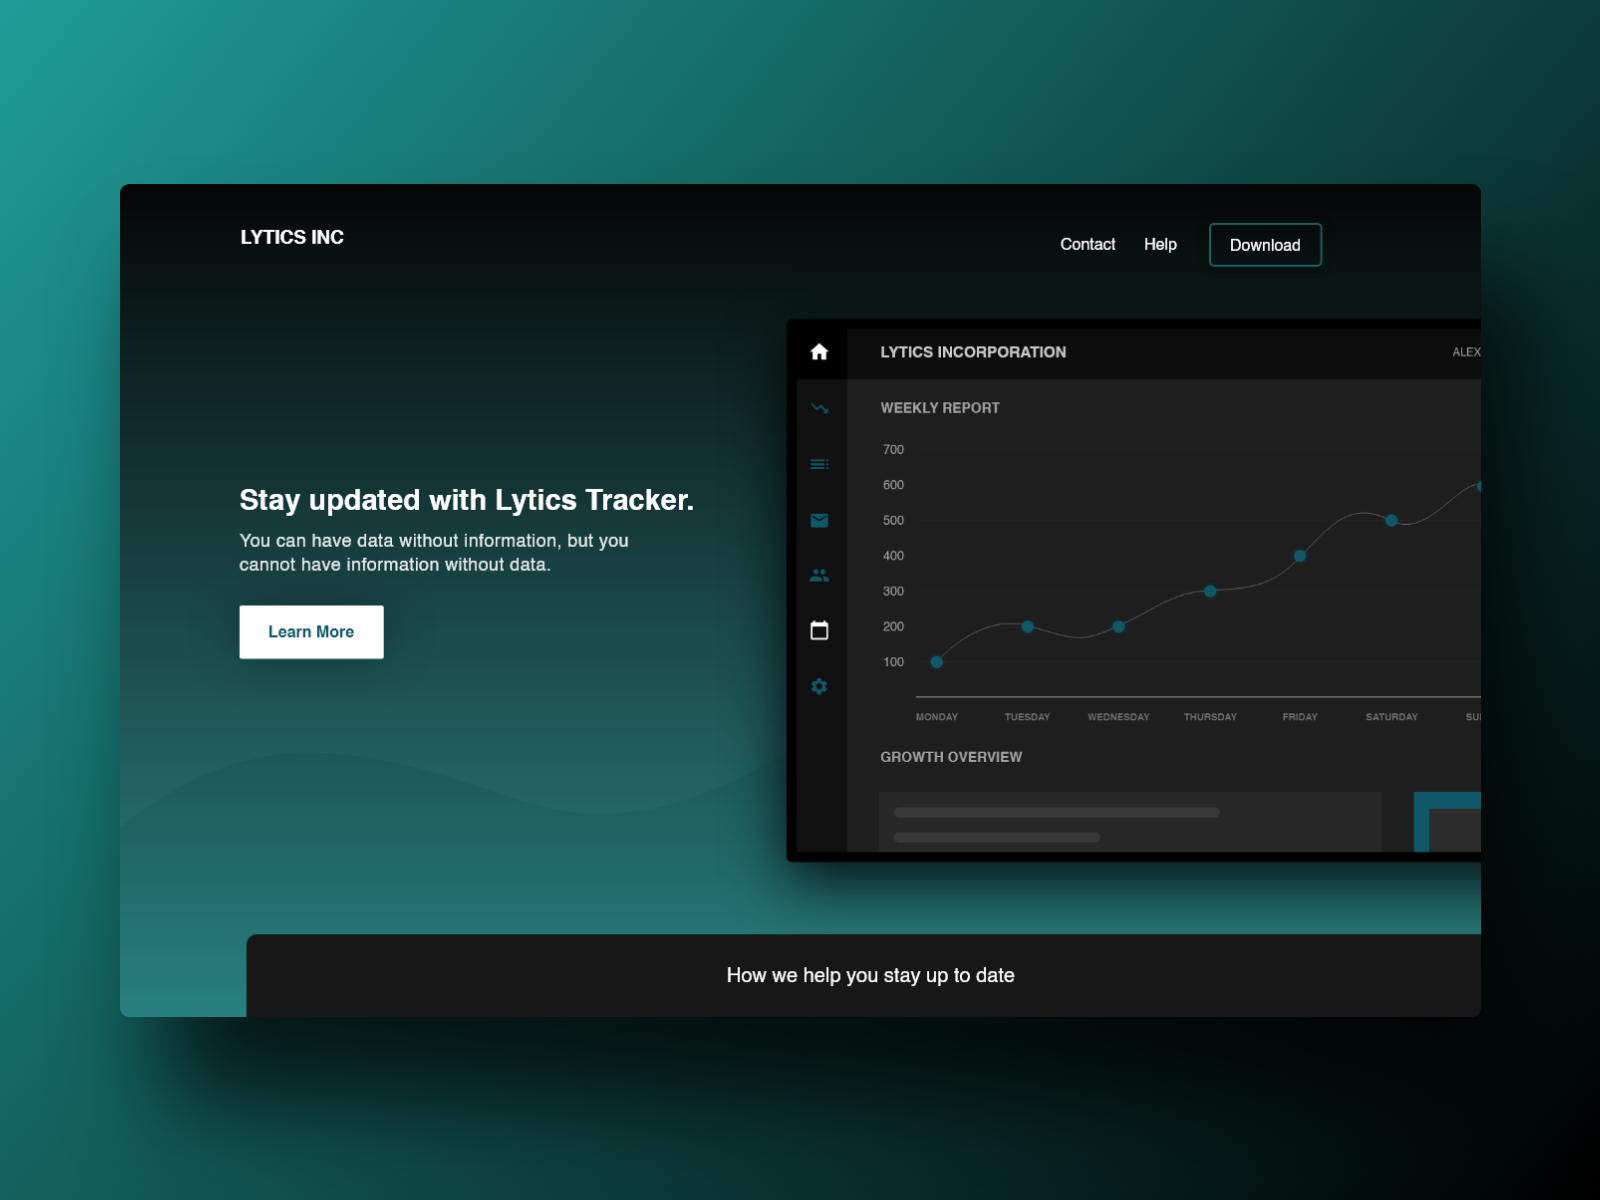 LYTICS INC
Contact Help Download
Stay updated with Lytics Tracker.
You can have data without information, but you
cannot have information without data.
Learn More
LYTICS INCORPORATION
ALEX
WEEKLY REPORT
700
600
500
400
300
200
100
MONDAY TUESDAY WEDNESDAY THURSDAY FRIDAY SATURDAY SU
GROWTH OVERVIEW
How we help you stay up to date